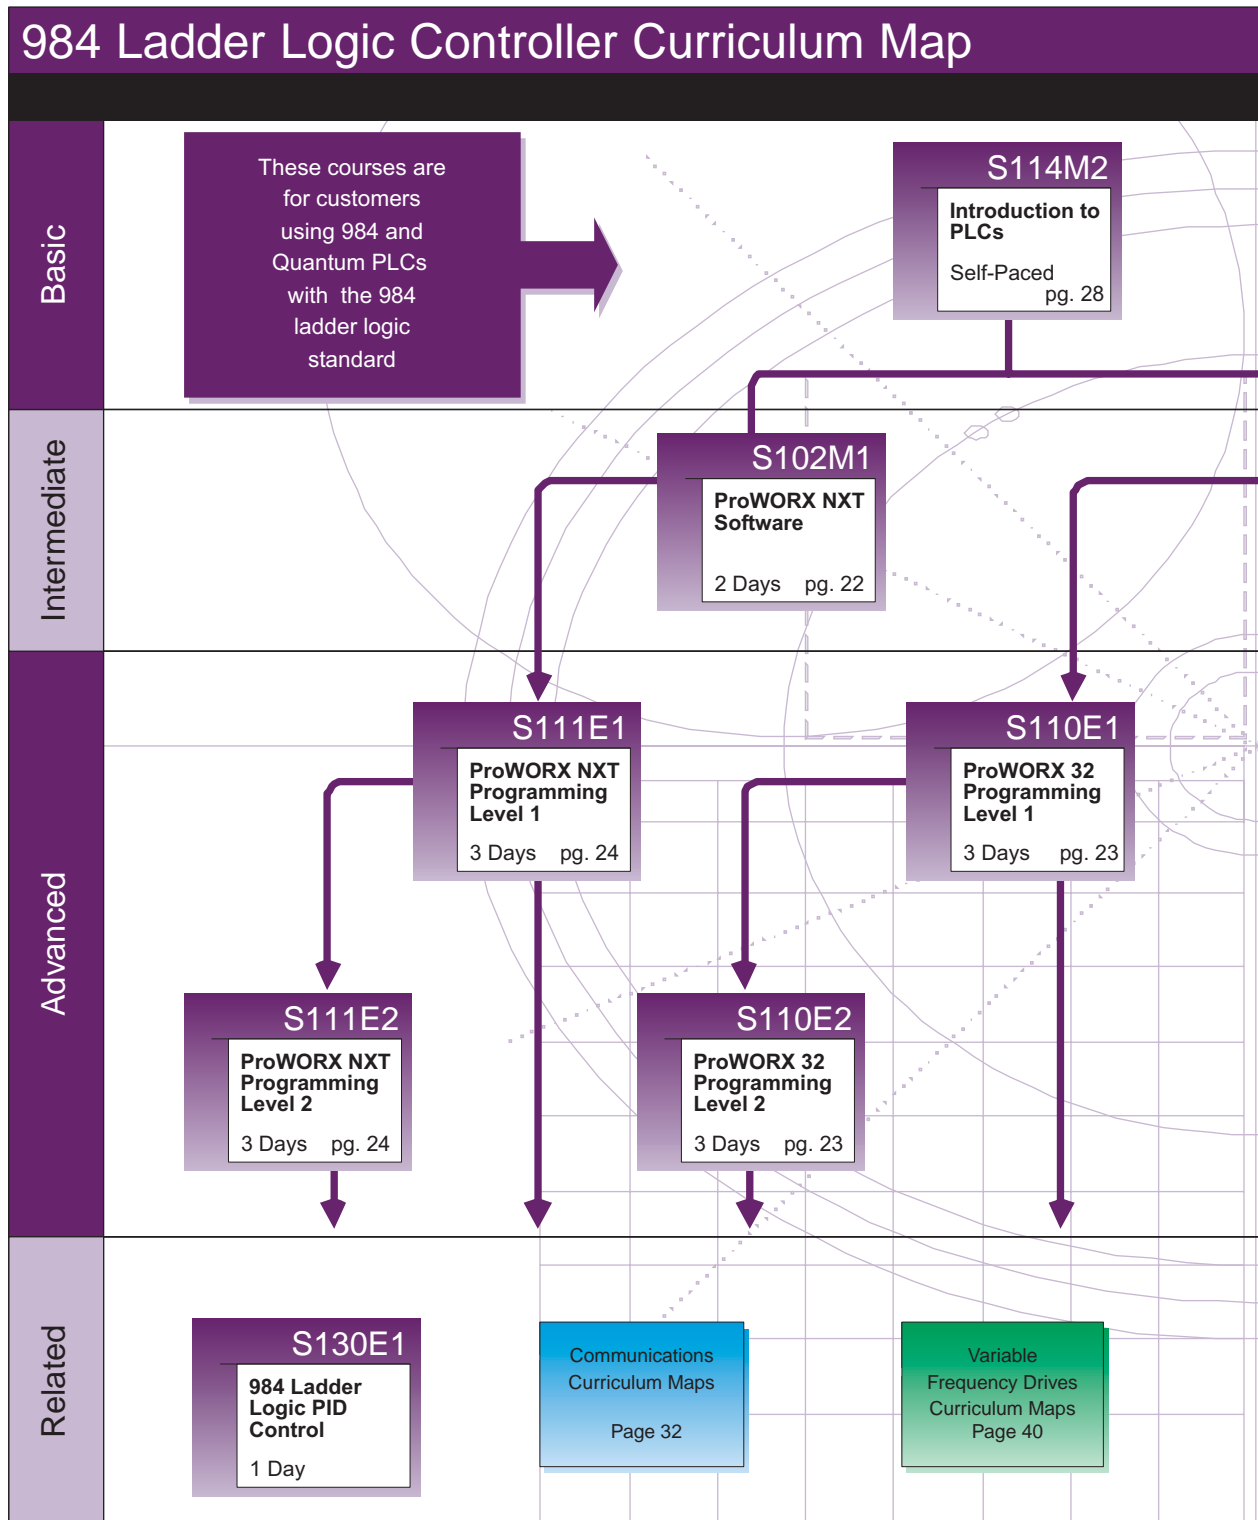 984 Ladder Logic Controller Curriculum Map
Basic
These courses are
for customers
using 984 and
Quantum PLCs
with the 984
ladder logic
standard
S114M2
Introduction to
PLCs
Self-Paced
pg. 28
Intermediate
S102M1
ProWORX NXT
Software
2 Days pg. 22
Advanced
S111E1
ProWORX NXT
Programming
Level 1
3 Days pg. 24
S110E1
ProWORX 32
Programming
Level 1
3 Days pg. 23
S111E2
ProWORX NXT
Programming
Level 2
3 Days pg. 24
S110E2
ProWORX 32
Programming
Level 2
3 Days pg. 23
Related
S130E1
984 Ladder
Logic PID
Control
1 Day
Communications
Curriculum Maps
Page 32
Variable
Frequency Drives
Curriculum Maps
Page 40